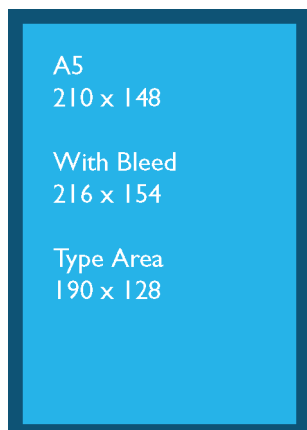 A5
210 x 148
With Bleed
216 x 154
Type Area
190 x 128